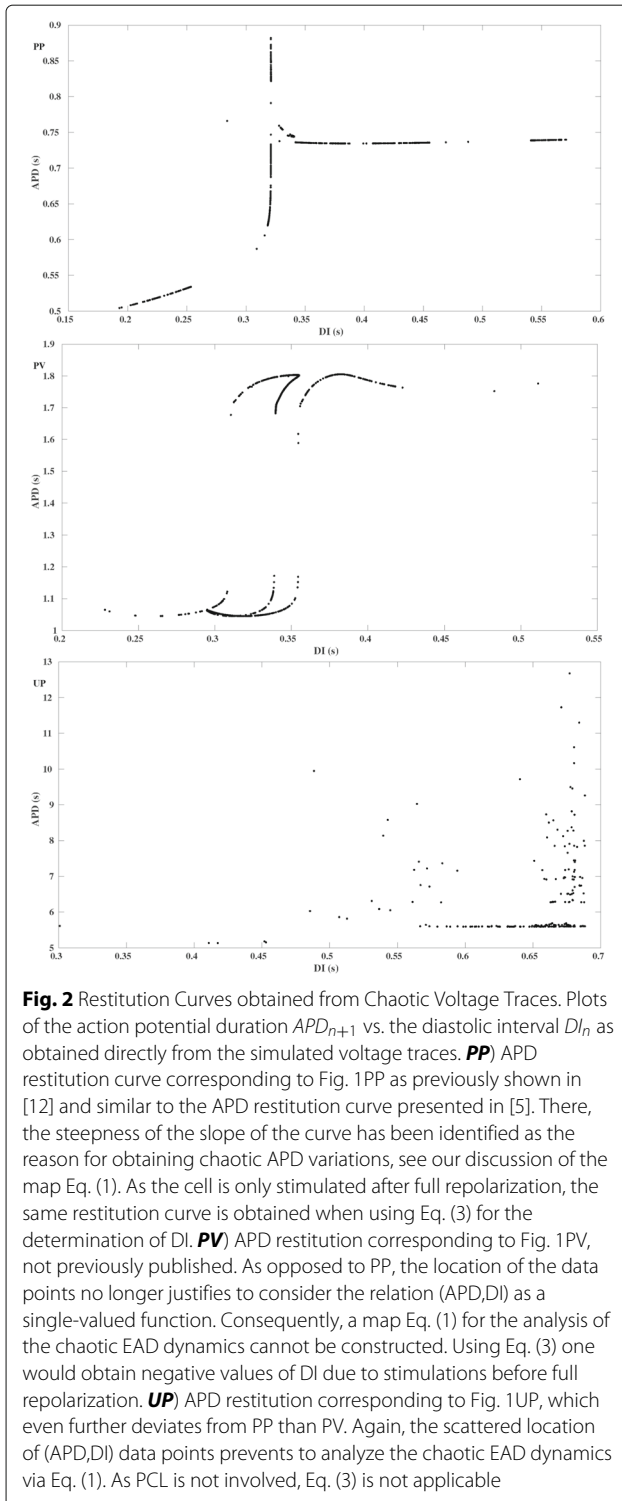 0.9
PP
0.85
0.8
0.75
APD (s)
0.7
0.65
0.6
0.55
0.5
0.15 0.2 0.25 0.3 0.35 0.4 0.45 0.5 0.55 0.6
DI (s)
1.9
PV
1.8
1.7
1.6
1.5
APD (s)
1.4
1.3
1.2
1.1
1
0.2 0.25 0.3 0.35 0.4 0.45 0.5 0.55
DI (s)
13
UP
12
11
10
APD (s)
9
8
7
6
5
0.3 0.35 0.4 0.45 0.5 0.55 0.6 0.65 0.7
DI (s)
Fig. 2 Restitution Curves obtained from Chaotic Voltage Traces. Plots
of the action potential duration APDn+1 vs. the diastolic interval DIn as
obtained directly from the simulated voltage traces. PP) APD
restitution curve corresponding to Fig. 1PP as previously shown in
[12] and similar to the APD restitution curve presented in [5]. There,
the steepness of the slope of the curve has been identified as the
reason for obtaining chaotic APD variations, see our discussion of the
map Eq. (1). As the cell is only stimulated after full repolarization, the
same restitution curve is obtained when using Eq. (3) for the
determination of DI. PV) APD restitution corresponding to Fig. 1PV,
not previously published. As opposed to PP, the location of the data
points no longer justifies to consider the relation (APD,DI) as a
single-valued function. Consequently, a map Eq. (1) for the analysis of
the chaotic EAD dynamics cannot be constructed. Using Eq. (3) one
would obtain negative values of DI due to stimulations before full
repolarization. UP) APD restitution corresponding to Fig. 1UP, which
even further deviates from PP than PV. Again, the scattered location
of (APD,DI) data points prevents to analyze the chaotic EAD dynamics
via Eq. (1). As PCL is not involved, Eq. (3) is not applicable